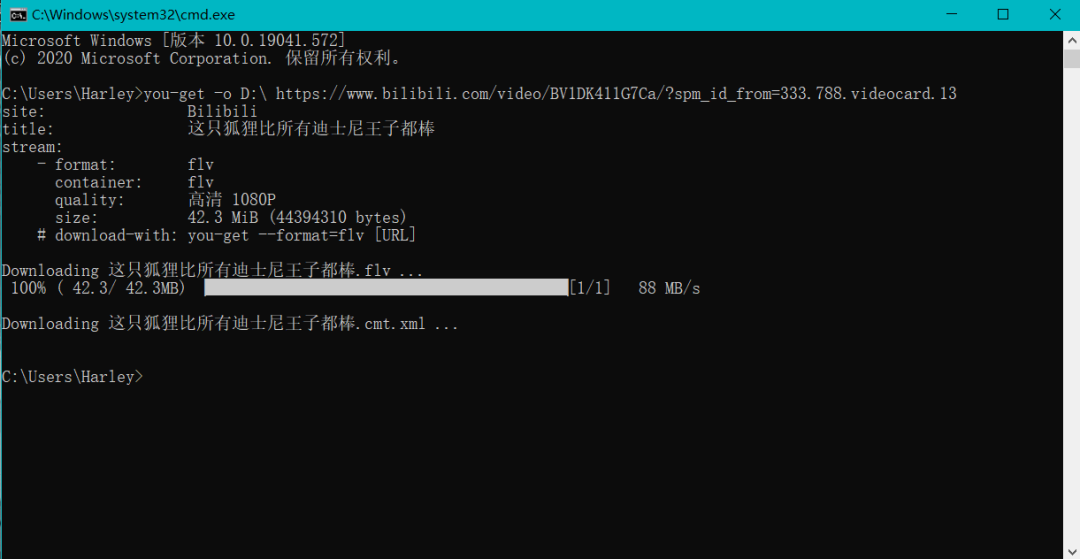 C:\Windows\system32\cmd.exe
Microsoft Windows [版本 10.0.19041.572]
(c) 2020 Microsoft Corporation. 保留所有权利。
C:\Users\Harley>you-get -o D:\ https://www.bilibili.com/video/BV1DK411G7Ca/?spm_id_from=333.788.videocard.13
site: Bilibili
title: 这只狐狸比所有迪士尼王子都棒
stream:
- format: flv
container: flv
quality: 高清 1080P
size: 42.3 MiB (44394310 bytes)
# download-with: you-get --format=flv [URL]
Downloading 这只狐狸比所有迪士尼王子都棒.flv ...
100% ( 42.3/ 42.3MB) [1/1] 88 MB/s
Downloading 这只狐狸比所有迪士尼王子都棒.cmt.xml ...
C:\Users\Harley>